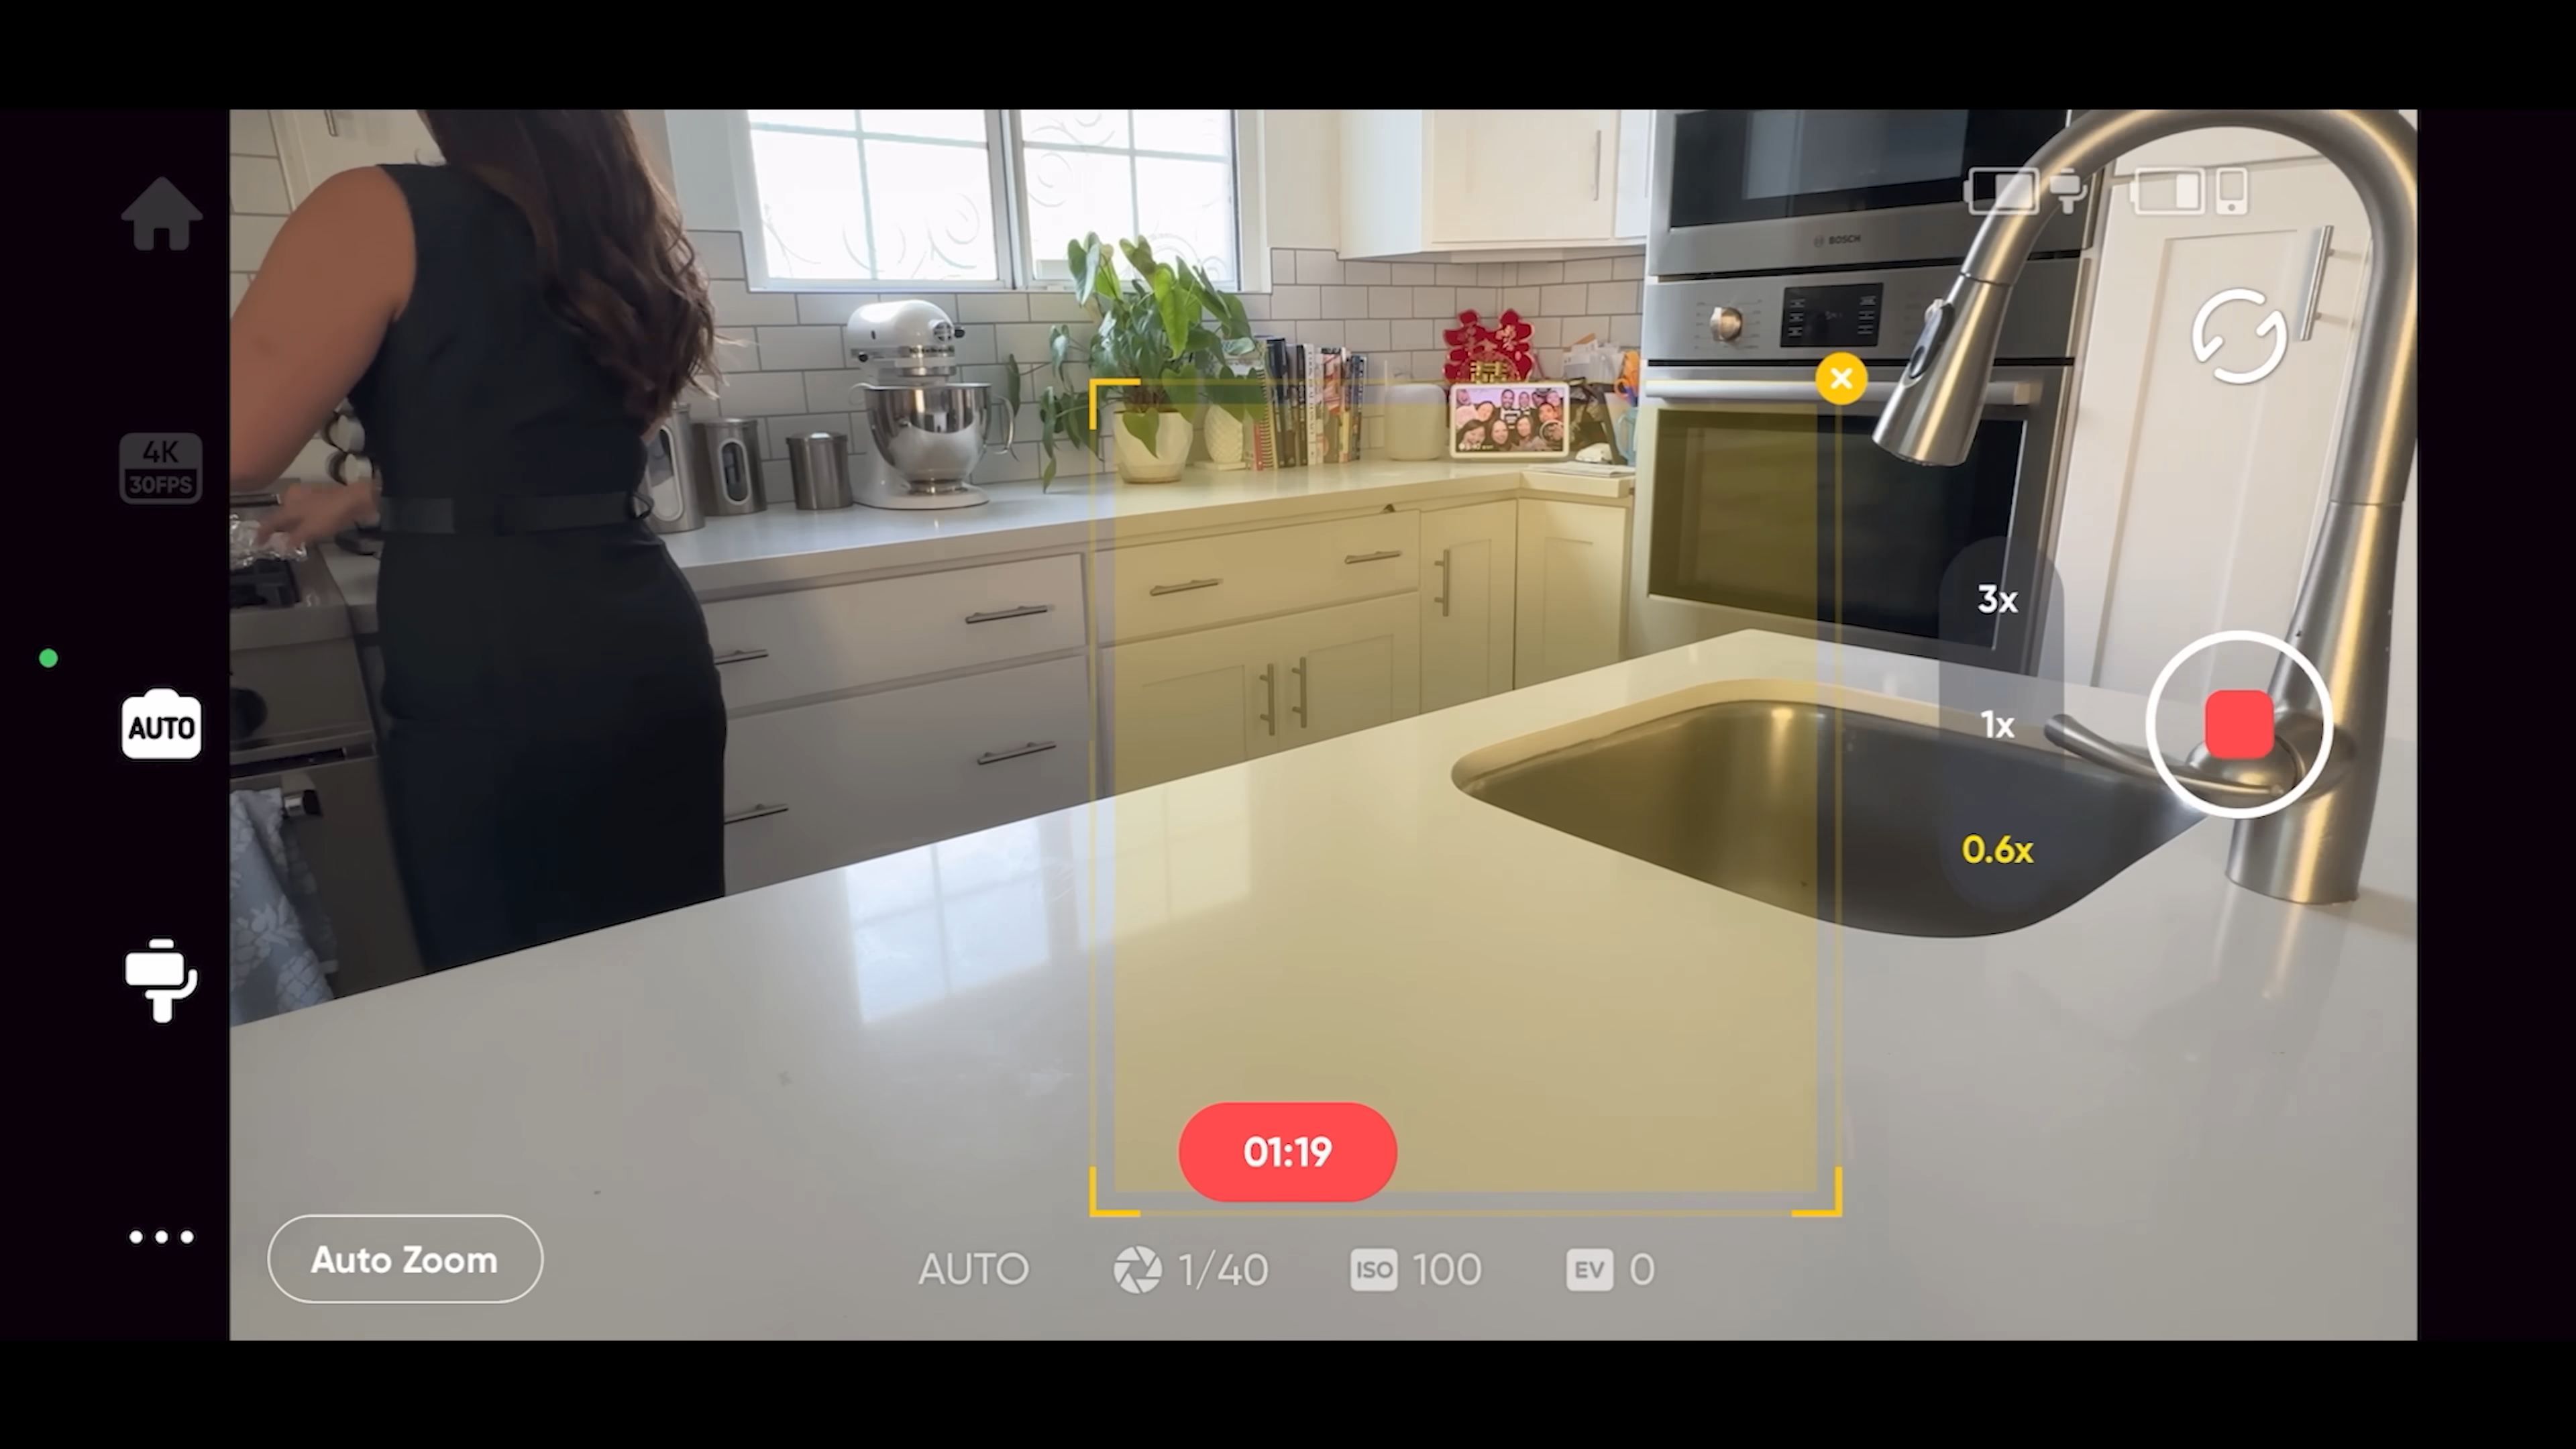 BOSCH
4K
30FPS
3x
AUTO
1x
0.6x
01:19
Auto Zoom
AUTO
1/40
ISO 100
EV 0